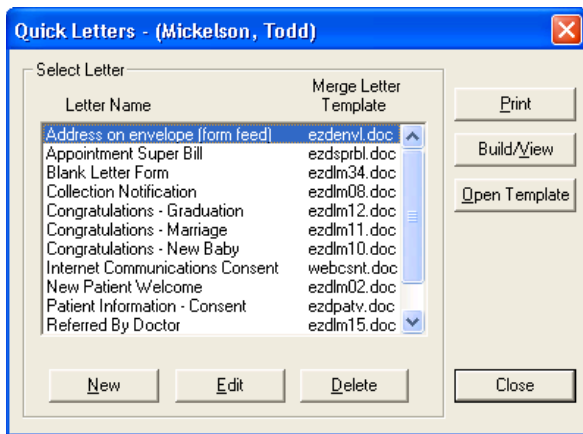 Quick Letters - (Mickelson, Todd)
Select Letter
Letter Name Merge Letter Template
Address on envelope (form feed) ezdenvl.doc
Appointment Super Bill ezdsprbl.doc
Blank Letter Form ezdlm34.doc
Collection Notification ezdlm08.doc
Congratulations - Graduation ezdlm12.doc
Congratulations - Marriage ezdlm11.doc
Congratulations - New Baby ezdlm10.doc
Internet Communications Consent webcsnt.doc
New Patient Welcome ezdlm02.doc
Patient Information - Consent ezdpatv.doc
Referred By Doctor ezdlm15.doc
New Edit Delete
Print
Build/View
Open Template
Close